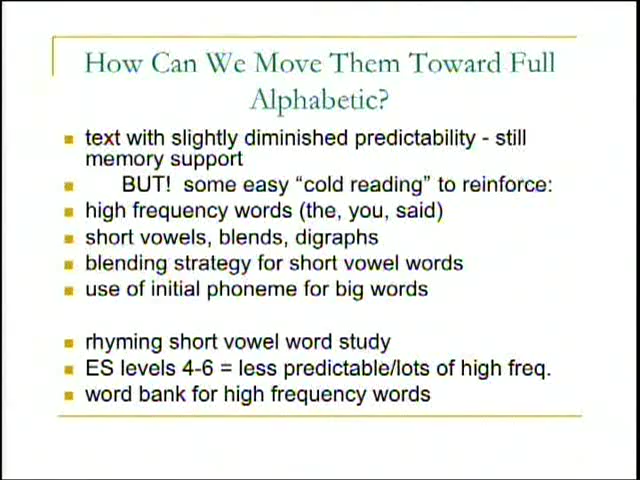 How Can We Move Them Toward Full
Alphabetic?
text with slightly diminished predictability - still
memory support
BUT! some easy “cold reading” to reinforce:
high frequency words (the, you, said)
short vowels, blends, digraphs
blending strategy for short vowel words
use of initial phoneme for big words
rhyming short vowel word study
ES levels 4-6 = less predictable/lots of high freq.
word bank for high frequency words